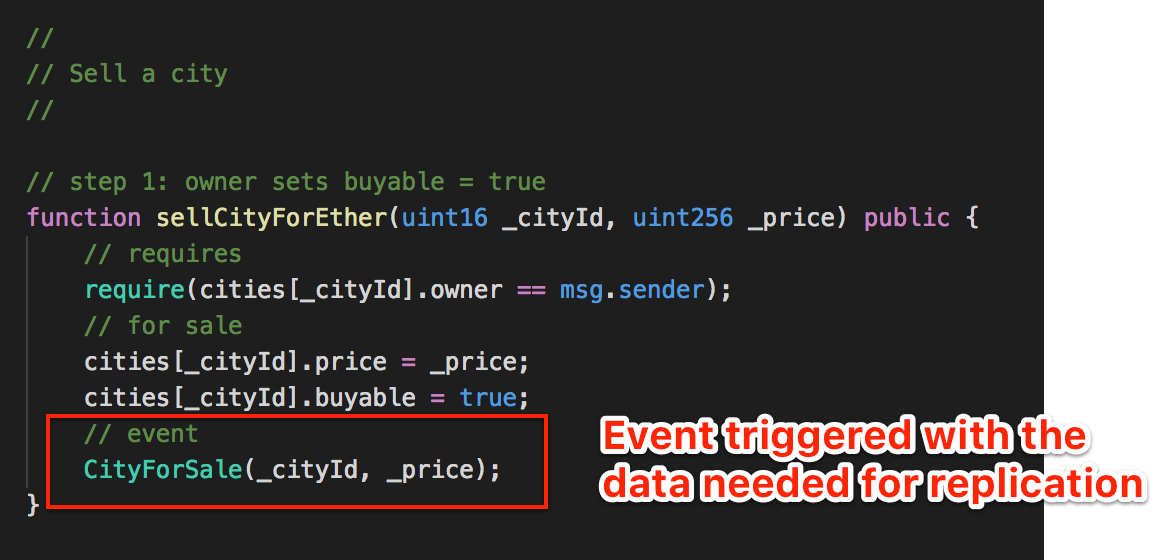 //
// Sell a city
//
// step 1: owner sets buyable = true
function sellCityForEther(uint16 _cityId, uint256 _price) public {
// requires
require(cities[_cityId].owner == msg.sender);
// for sale
cities[_cityId].price = _price;
cities[_cityId].buyable = true;
// event
CityForSale(_cityId, _price);
}
Event triggered with the
data needed for replication